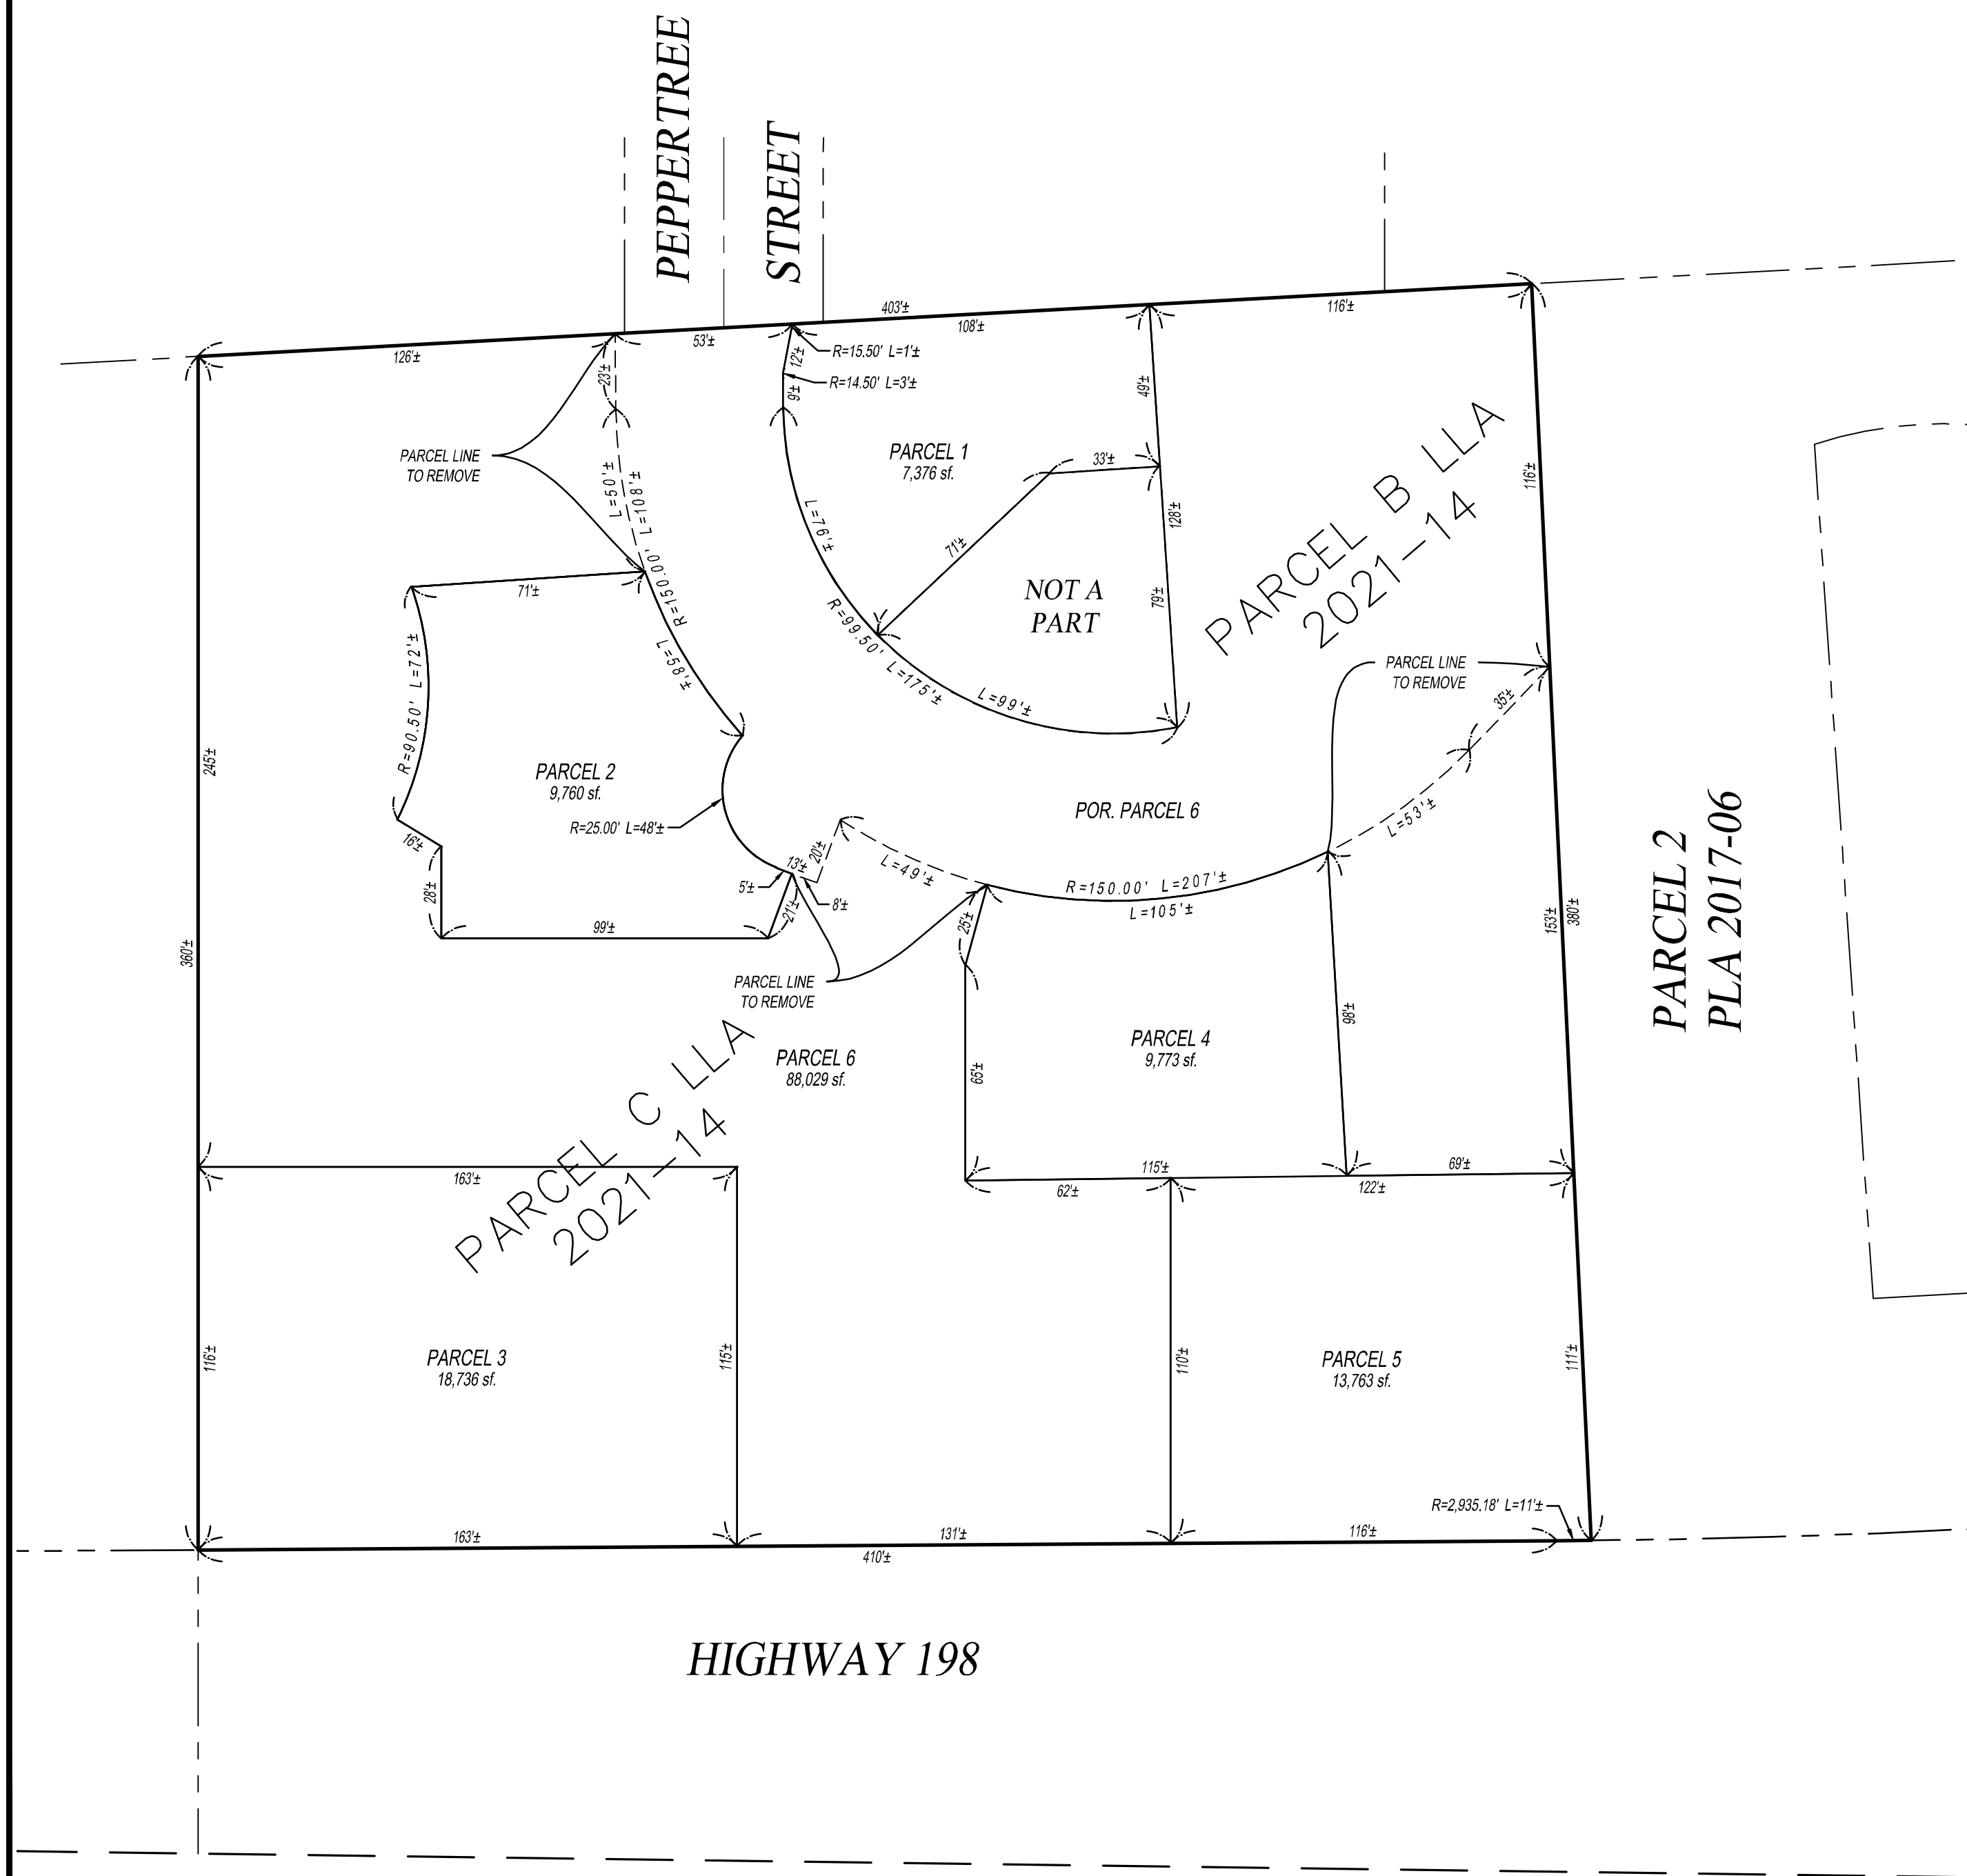 PEPPERTREE
STREET
403'±
126'±
53'±
108'±
116'±
23'±
12'±
9'±
R=15.50' L=1'±
R=14.50' L=3'±
49'±
116'±
PARCEL LINE
TO REMOVE
PARCEL 1
7,376 sf.
33'±
71'±
128'±
79'±
NOT A
PART
PARCEL B LLA
2021-14
L=50'±
R=150.00' L=108'±
L=58'±
L=79'±
R=99.50' L=175'±
L=99'±
71'±
R=90.50' L=72'±
PARCEL 2
9,760 sf.
R=25.00' L=48'±
245'±
16'±
28'±
99'±
5'±
13'±
20'±
8'±
21'±
L=49'±
PARCEL LINE
TO REMOVE
35'±
L=53'±
POR. PARCEL 6
R=150.00' L=207'±
L=105'±
25'±
65'±
98'±
153'±
380'±
PARCEL 2
PLA 2017-06
360'±
PARCEL LINE
TO REMOVE
PARCEL 6
88,029 sf.
PARCEL 4
9,773 sf.
PARCEL C LLA
2021-14
163'±
115'±
69'±
62'±
122'±
116'±
PARCEL 3
18,736 sf.
115'±
110'±
PARCEL 5
13,763 sf.
111'±
R=2,935.18' L=11'±
163'±
131'±
116'±
410'±
HIGHWAY 198